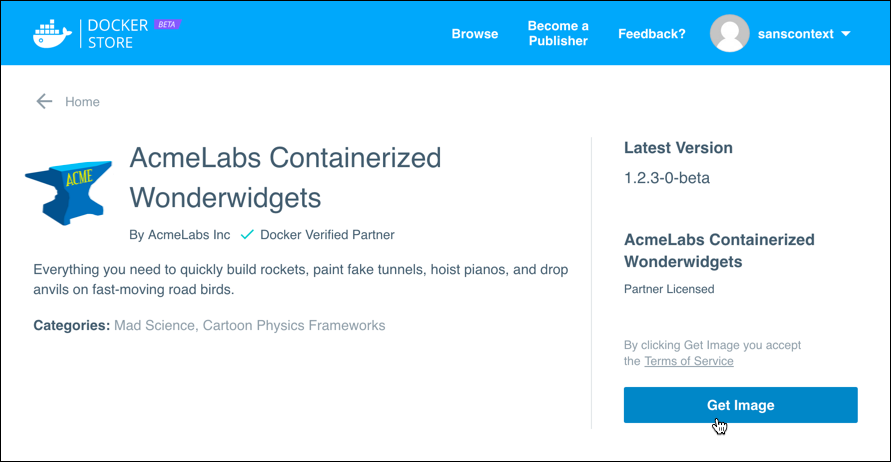 DOCKER STORE BETA
Browse
Become a Publisher
Feedback?
sanscontext
Home
ACME
AcmeLabs Containerized
Wonderwidgets
By AcmeLabs Inc Docker Verified Partner
Everything you need to quickly build rockets, paint fake tunnels, hoist pianos, and drop
anvils on fast-moving road birds.
Categories: Mad Science, Cartoon Physics Frameworks
Latest Version
1.2.3-0-beta
AcmeLabs Containerized
Wonderwidgets
Partner Licensed
By clicking Get Image you accept
the Terms of Service
Get Image